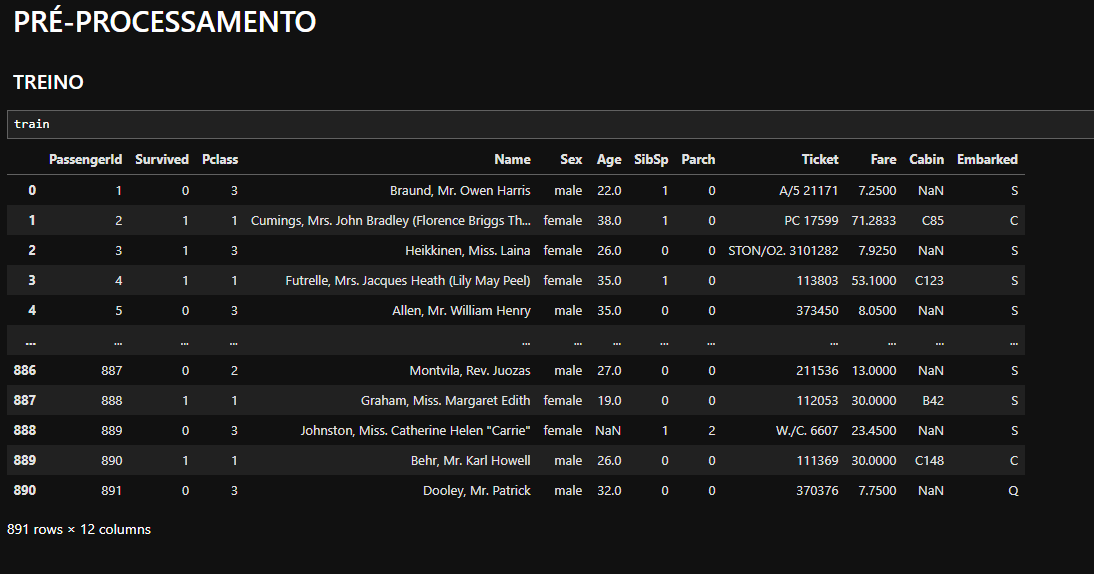 PRÉ-PROCESSAMENTO
TREINO
train
PassengerId Survived Pclass Name Sex Age SibSp Parch Ticket Fare Cabin Embarked
0 1 0 3 Braund, Mr. Owen Harris male 22.0 1 0 A/5 21171 7.2500 NaN S
1 2 1 1 Cumings, Mrs. John Bradley (Florence Briggs Th... female 38.0 1 0 PC 17599 71.2833 C85 C
2 3 1 3 Heikkinen, Miss. Laina female 26.0 0 0 STON/O2. 3101282 7.9250 NaN S
3 4 1 1 Futrelle, Mrs. Jacques Heath (Lily May Peel) female 35.0 1 0 113803 53.1000 C123 S
4 5 0 3 Allen, Mr. William Henry male 35.0 0 0 373450 8.0500 NaN S
... ... ... ... ... ... ... ... ... ... ... ... ...
886 887 0 2 Montvila, Rev. Juozas male 27.0 0 0 211536 13.0000 NaN S
887 888 1 1 Graham, Miss. Margaret Edith female 19.0 0 0 112053 30.0000 B42 S
888 889 0 3 Johnston, Miss. Catherine Helen "Carrie" female NaN 1 2 W./C. 6607 23.4500 NaN S
889 890 1 1 Behr, Mr. Karl Howell male 26.0 0 0 111369 30.0000 C148 C
890 891 0 3 Dooley, Mr. Patrick male 32.0 0 0 370376 7.7500 NaN Q
891 rows × 12 columns